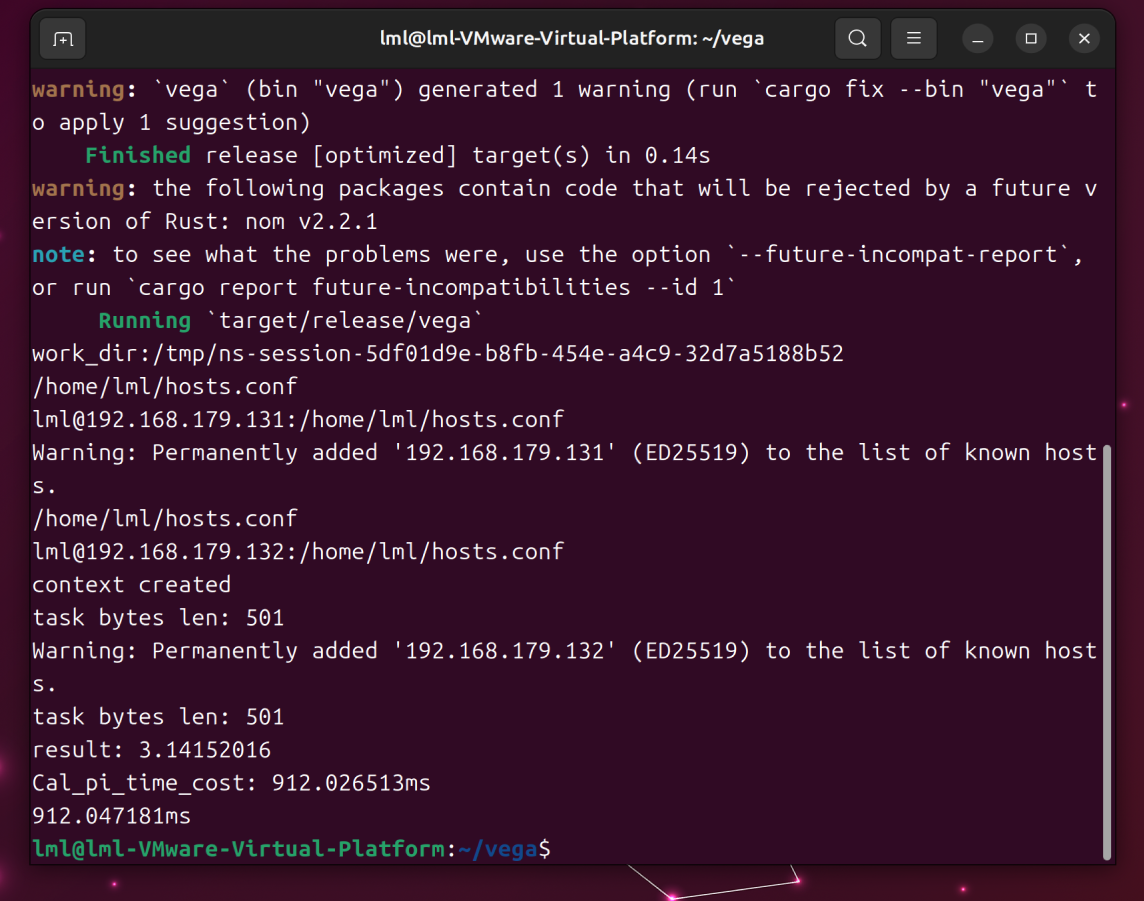 lml@lml-VMware-Virtual-Platform: ~/vega
warning: `vega` (bin "vega") generated 1 warning (run `cargo fix --bin "vega"` t
o apply 1 suggestion)
    Finished release [optimized] target(s) in 0.14s
warning: the following packages contain code that will be rejected by a future v
ersion of Rust: nom v2.2.1
note: to see what the problems were, use the option `--future-incompat-report`,
or run `cargo report future-incompatibilities --id 1`
     Running `target/release/vega`
work_dir:/tmp/ns-session-5df01d9e-b8fb-454e-a4c9-32d7a5188b52
/home/lml/hosts.conf
lml@192.168.179.131:/home/lml/hosts.conf
Warning: Permanently added '192.168.179.131' (ED25519) to the list of known host
s.
/home/lml/hosts.conf
lml@192.168.179.132:/home/lml/hosts.conf
context created
task bytes len: 501
Warning: Permanently added '192.168.179.132' (ED25519) to the list of known host
s.
task bytes len: 501
result: 3.14152016
Cal_pi_time_cost: 912.026513ms
912.047181ms
lml@lml-VMware-Virtual-Platform:~/vega$